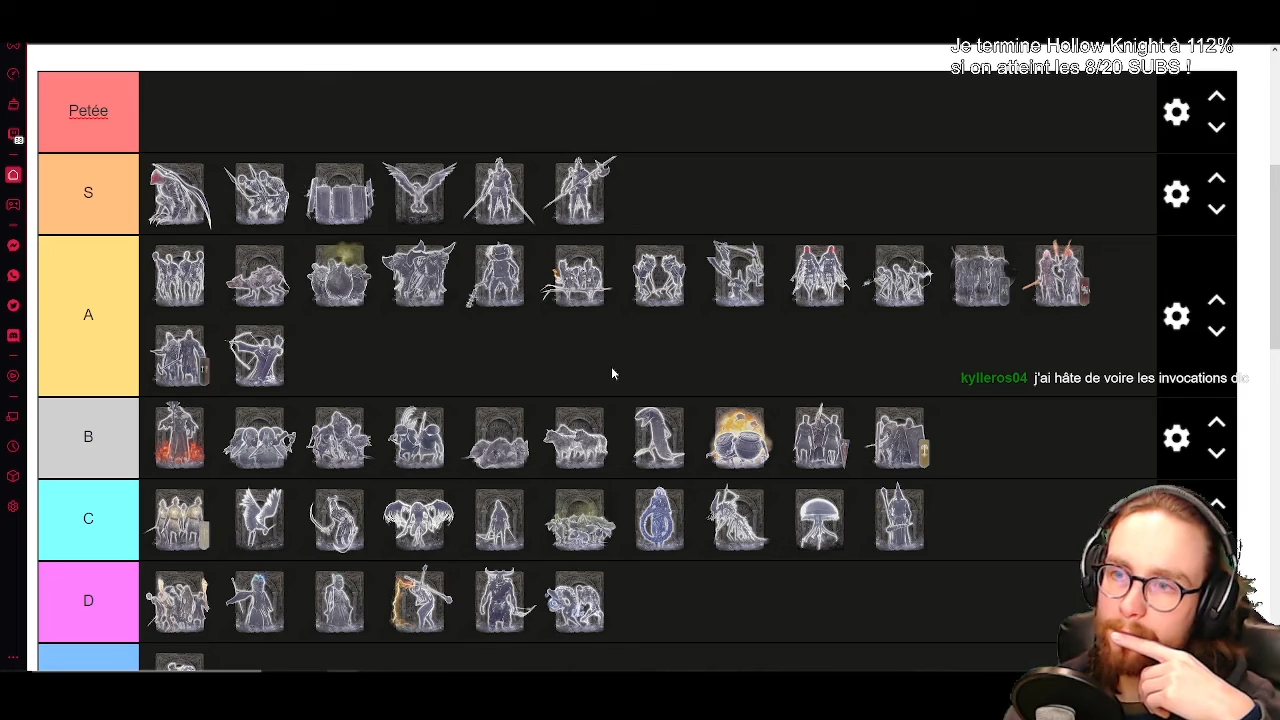 Je termine Hollow Knight à 112%
si on atteint les 8/20 SUBS !
Petée
S
A
kylleros04 j'ai hâte de voire les invocations
B
C
D